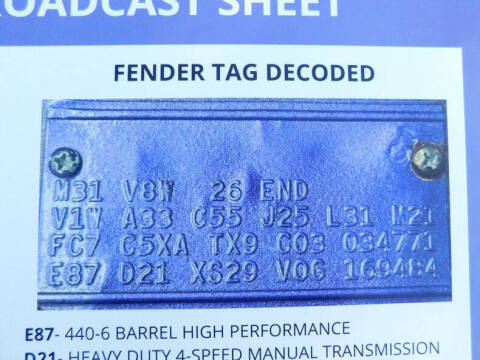 ROADCAST SHEET
FENDER TAG DECODED
M31 V8W 26 END
V1W A33 C55 J25 L31 M21
FC7 C5XA TX9 C03 034771
E87 D21 XS29 V06 169484
E87- 440-6 BARREL HIGH PERFORMANCE
D21- HEAVY DUTY 4-SPEED MANUAL TRANSMISSION